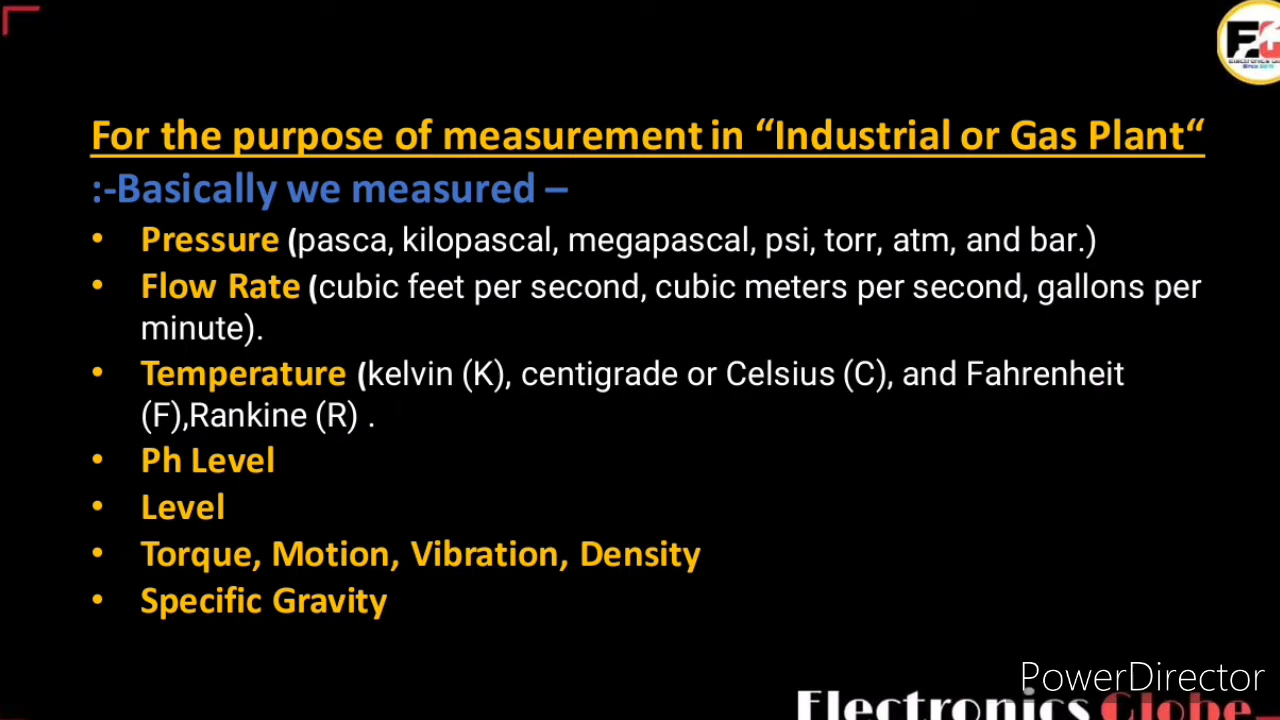 For the purpose of measurement in “Industrial or Gas Plant“
:-Basically we measured –
• Pressure (pasca, kilopascal, megapascal, psi, torr, atm, and bar.)
• Flow Rate (cubic feet per second, cubic meters per second, gallons per
minute).
• Temperature (kelvin (K), centigrade or Celsius (C), and Fahrenheit
(F),Rankine (R) .
• Ph Level
• Level
• Torque, Motion, Vibration, Density
• Specific Gravity
PowerDirector
Electronics Globe